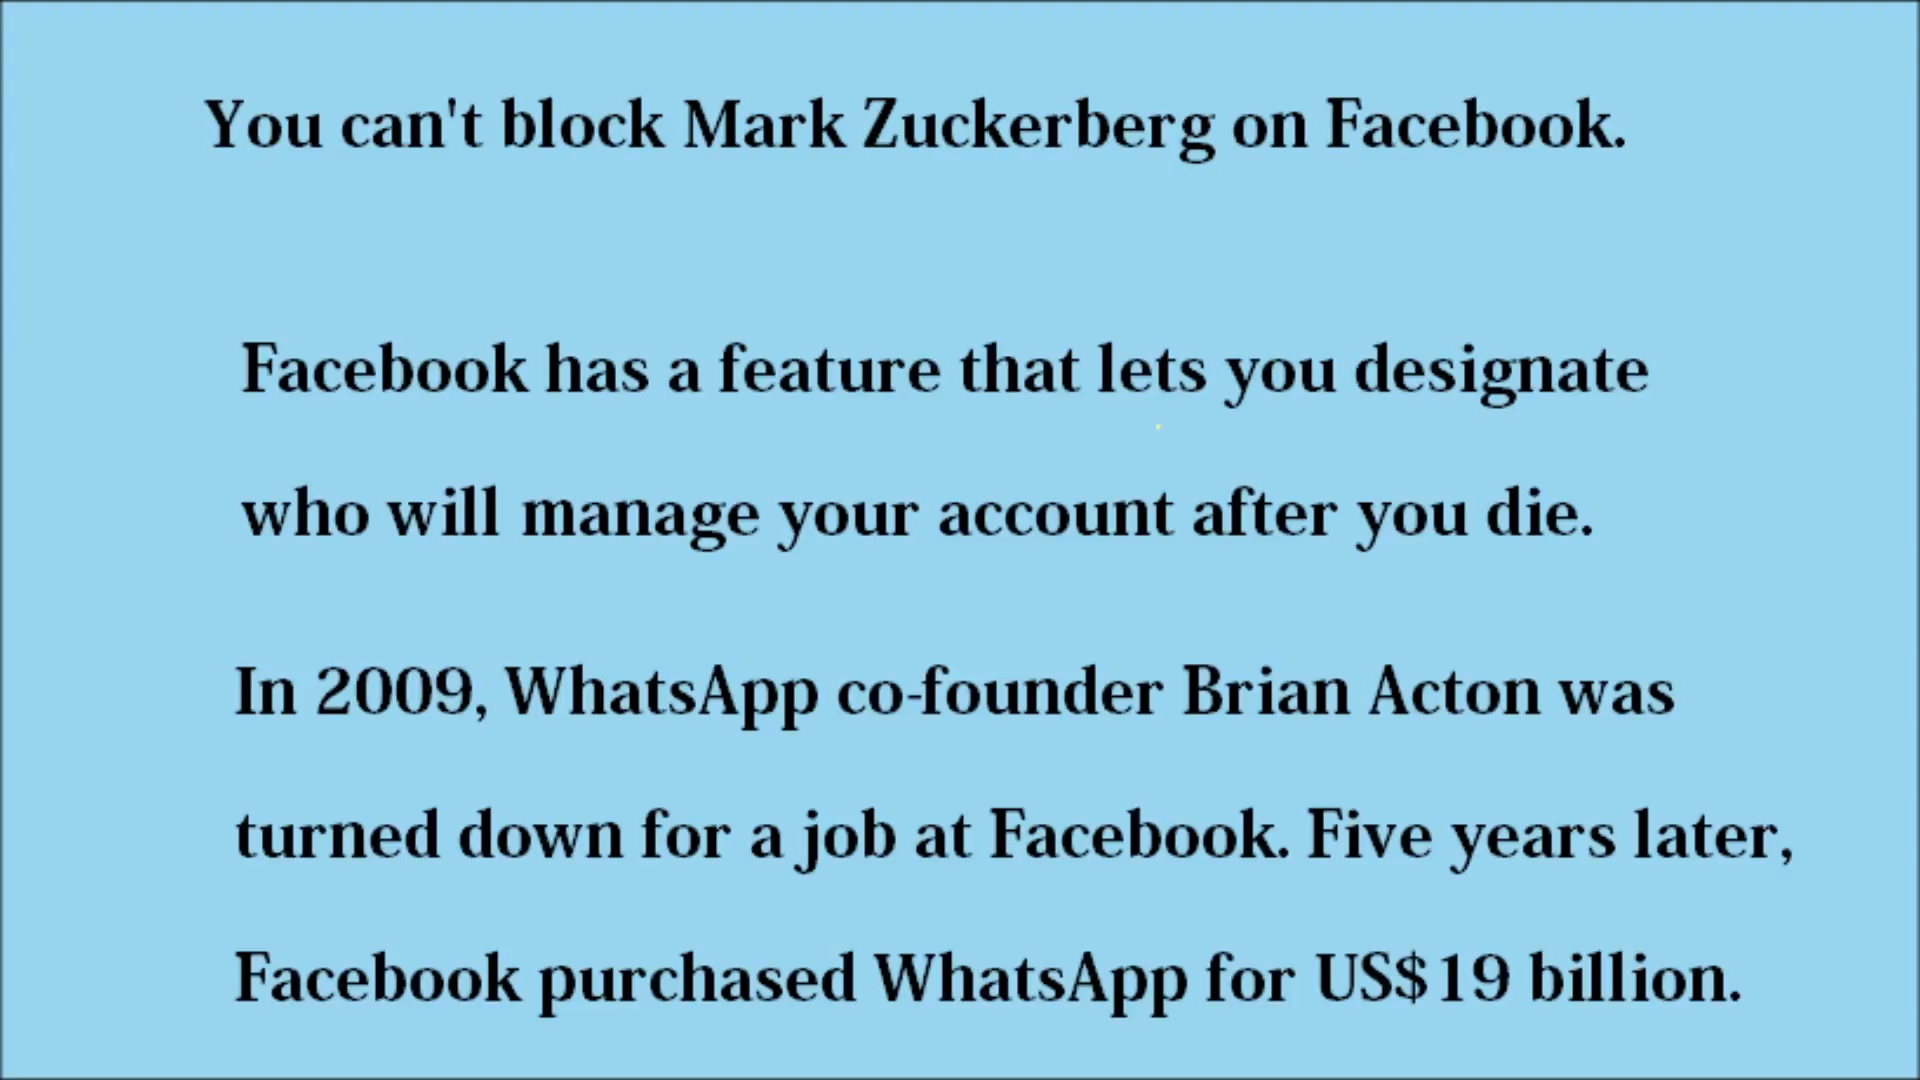 You can't block Mark Zuckerberg on Facebook.
Facebook has a feature that lets you designate
who will manage your account after you die.
In 2009, WhatsApp co-founder Brian Acton was
turned down for a job at Facebook. Five years later,
Facebook purchased WhatsApp for US$19 billion.